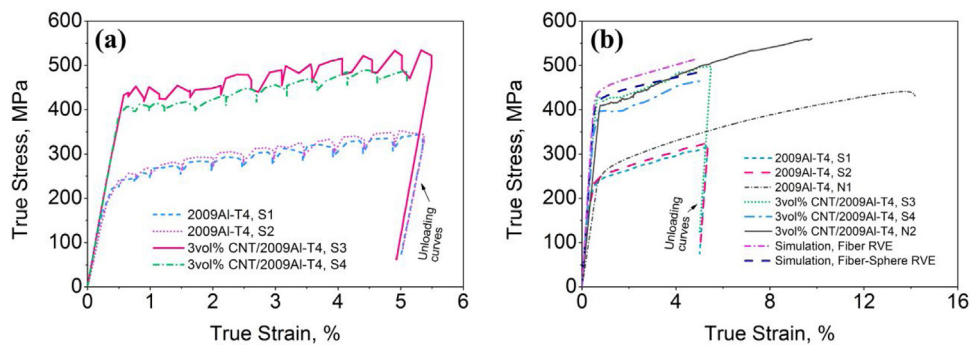 (a)
600
500
400
300
200
100
0
True Stress, MPa
0 1 2 3 4 5 6
True Strain, %
2009Al-T4, S1
2009Al-T4, S2
3vol% CNT/2009Al-T4, S3
3vol% CNT/2009Al-T4, S4
Unloading
curves
(b)
600
500
400
300
200
100
0
True Stress, MPa
0 4 8 12 16
True Strain, %
2009Al-T4, S1
2009Al-T4, S2
2009Al-T4, N1
3vol% CNT/2009Al-T4, S3
3vol% CNT/2009Al-T4, S4
3vol% CNT/2009Al-T4, N2
Simulation, Fiber RVE
Simulation, Fiber-Sphere RVE
Unloading
curves